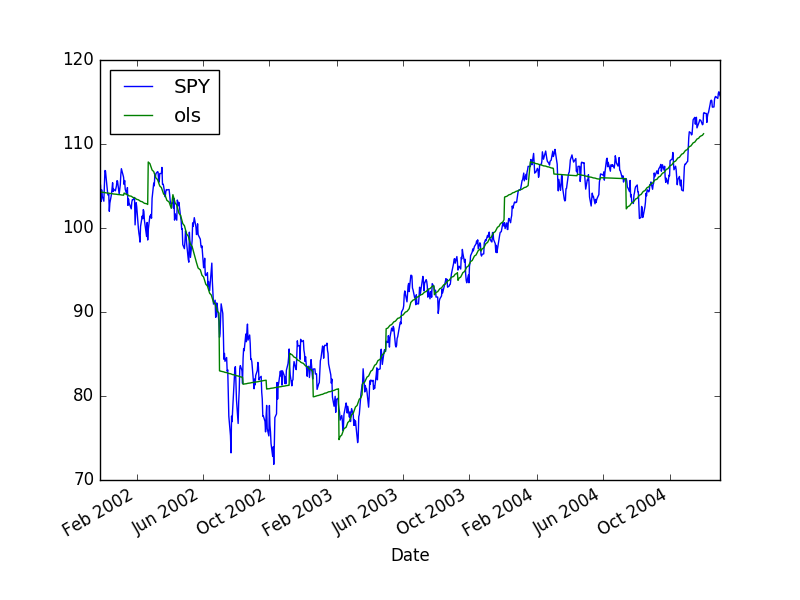 120
110
100
90
80
70
SPY
ols
Feb 2002
Jun 2002
Oct 2002
Feb 2003
Jun 2003
Oct 2003
Feb 2004
Jun 2004
Oct 2004
Date